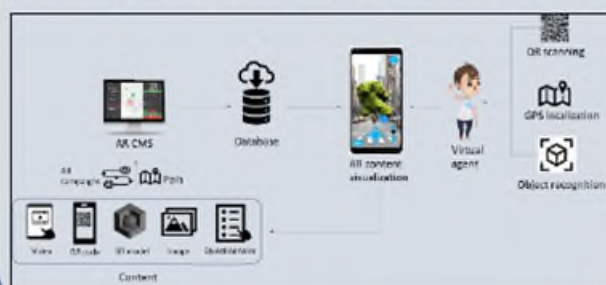 QR scanning
AR CMS
Database
AR content
visualization
Virtual
agent
GPS localization
Object recognition
AR
campaigns
PoIs
Video
QR code
3D model
Image
Questionnaire
Content